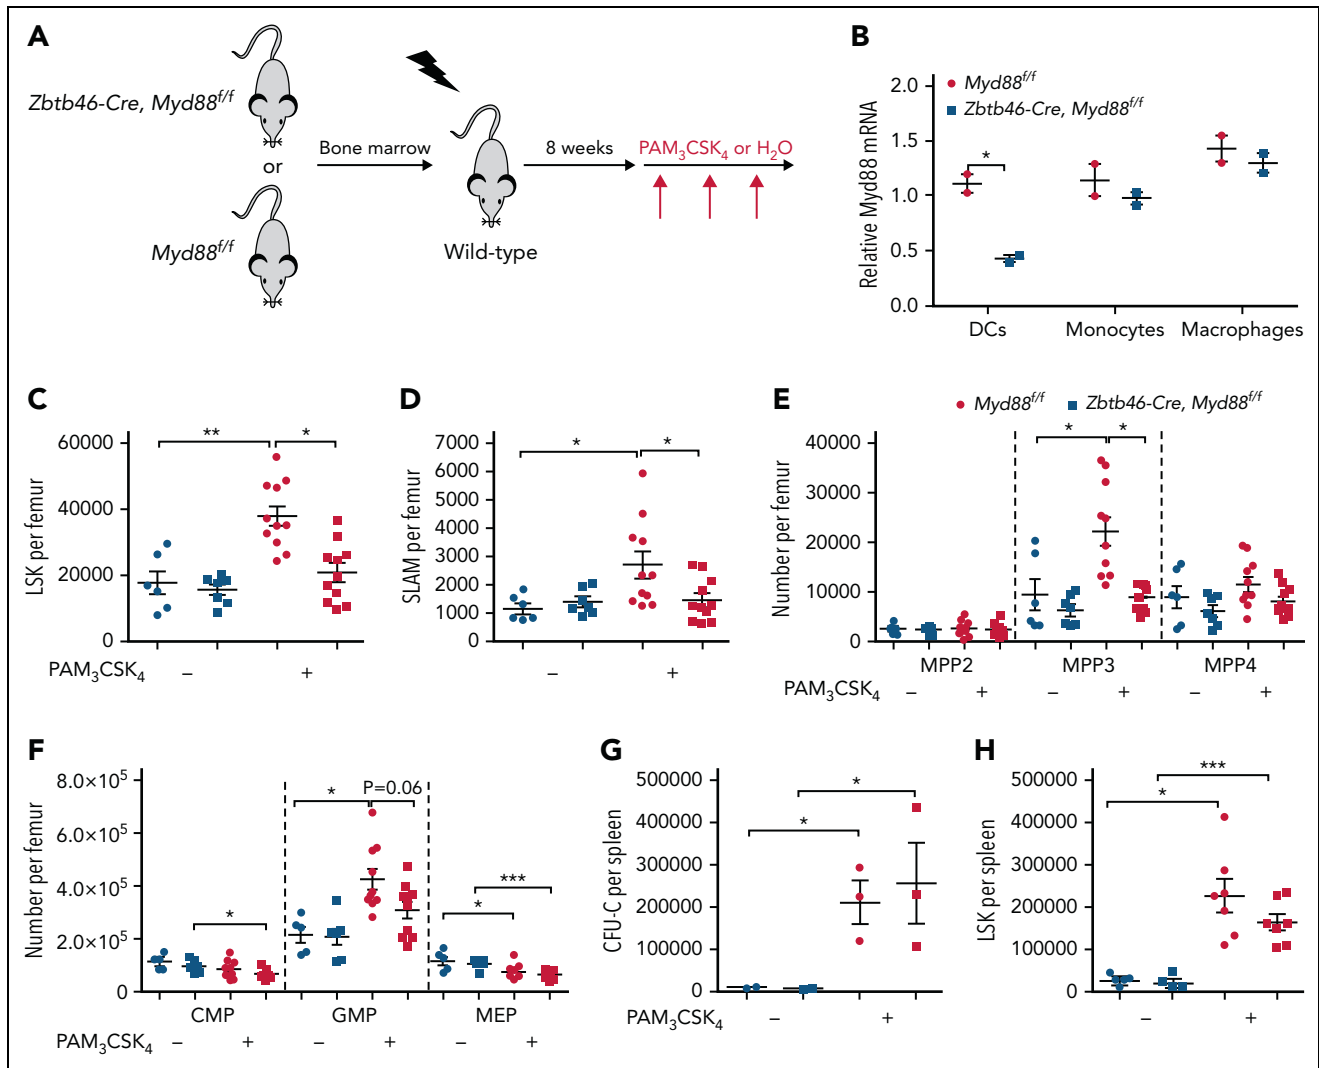 A
Zbtb46-Cre, Myd88f/f
or
Myd88f/f
Bone marrow
Wild-type
8 weeks
PAM3CSK4 or H2O
B
Myd88f/f
Zbtb46-Cre, Myd88f/f
Relative Myd88 mRNA
2.0
1.5
1.0
0.5
0.0
*
DCs
Monocytes
Macrophages
C
LSK per femur
60000
40000
20000
0
**
*
PAM3CSK4
–
+
D
SLAM per femur
7000
6000
5000
4000
3000
2000
1000
0
*
*
–
+
E
Myd88f/f
Zbtb46-Cre, Myd88f/f
Number per femur
40000
30000
20000
10000
0
*
*
MPP2
MPP3
MPP4
PAM3CSK4
–
+
–
+
–
+
F
Number per femur
8.0×105
6.0×105
4.0×105
2.0×105
0
*
*
P=0.06
*
***
CMP
GMP
MEP
PAM3CSK4
–
+
–
+
–
+
G
CFU-C per spleen
500000
400000
300000
200000
100000
0
*
*
PAM3CSK4
–
+
H
LSK per spleen
500000
400000
300000
200000
100000
0
*
***
–
+